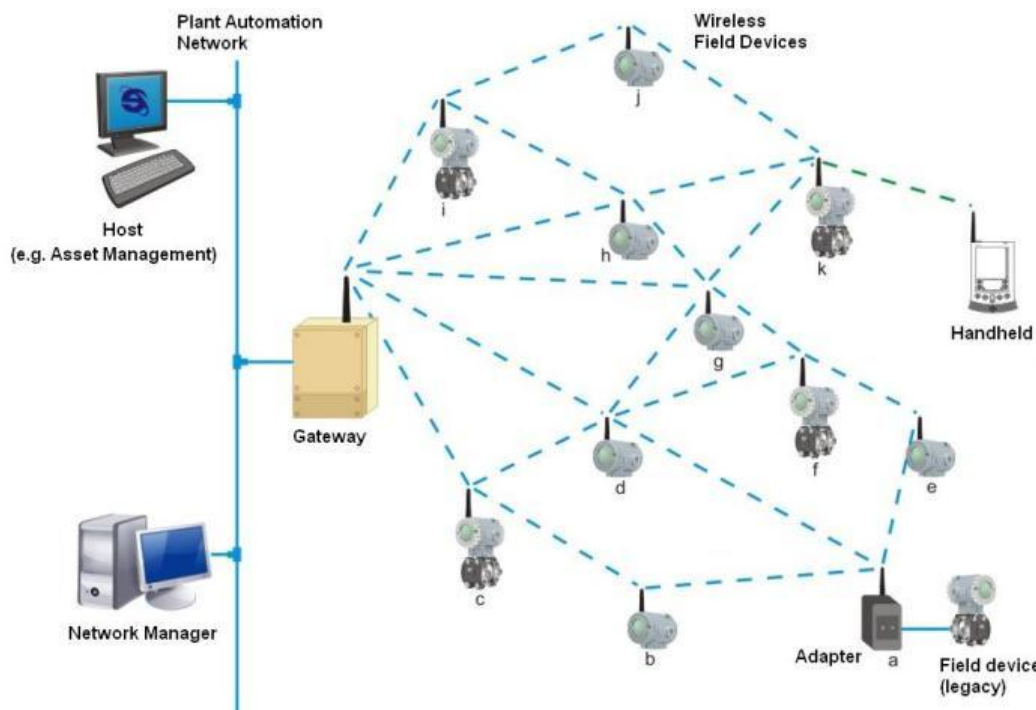 Plant Automation
Network
Wireless
Field Devices
j
i
Host
(e.g. Asset Management)
h
k
Handheld
g
Gateway
d
f
e
c
Network Manager
b
Adapter
a
Field device
(legacy)